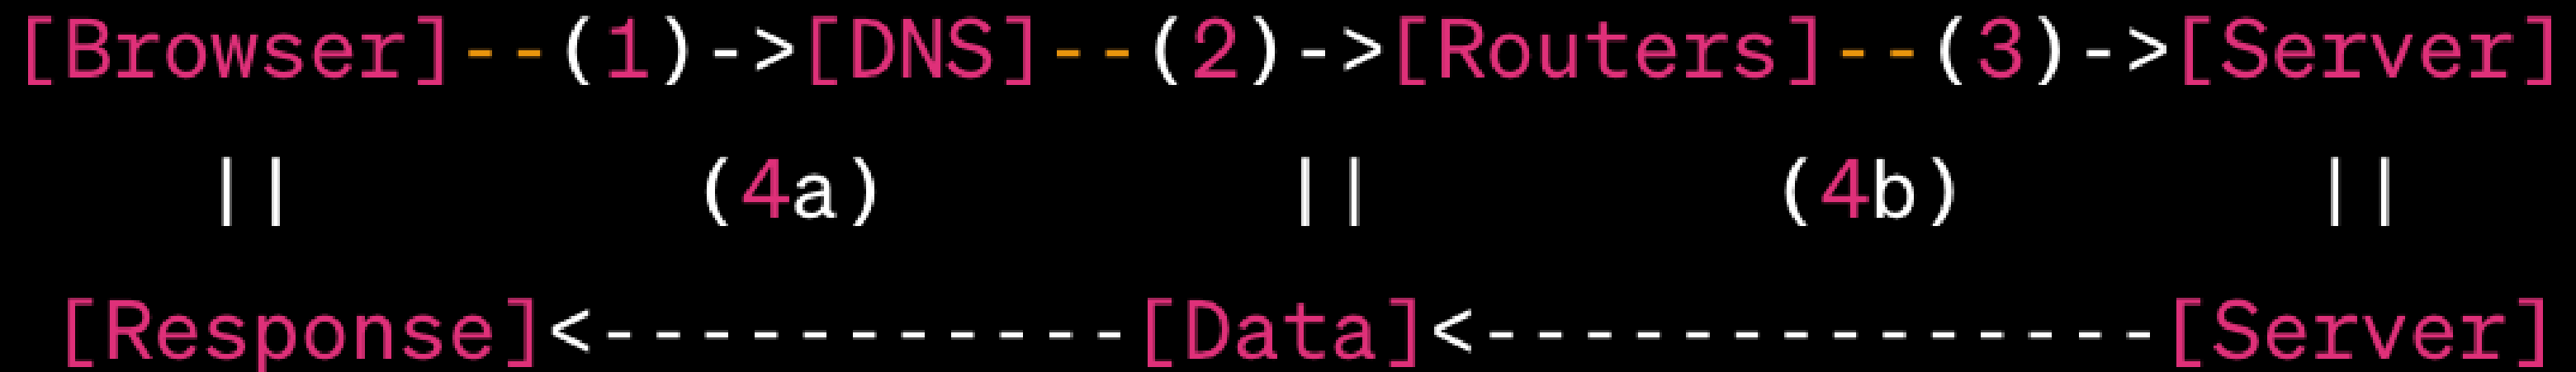 [Browser]--(1)->[DNS]--(2)->[Routers]--(3)->[Server]
|| (4a) || (4b) ||
[Response]<-----------[Data]<--------------[Server]